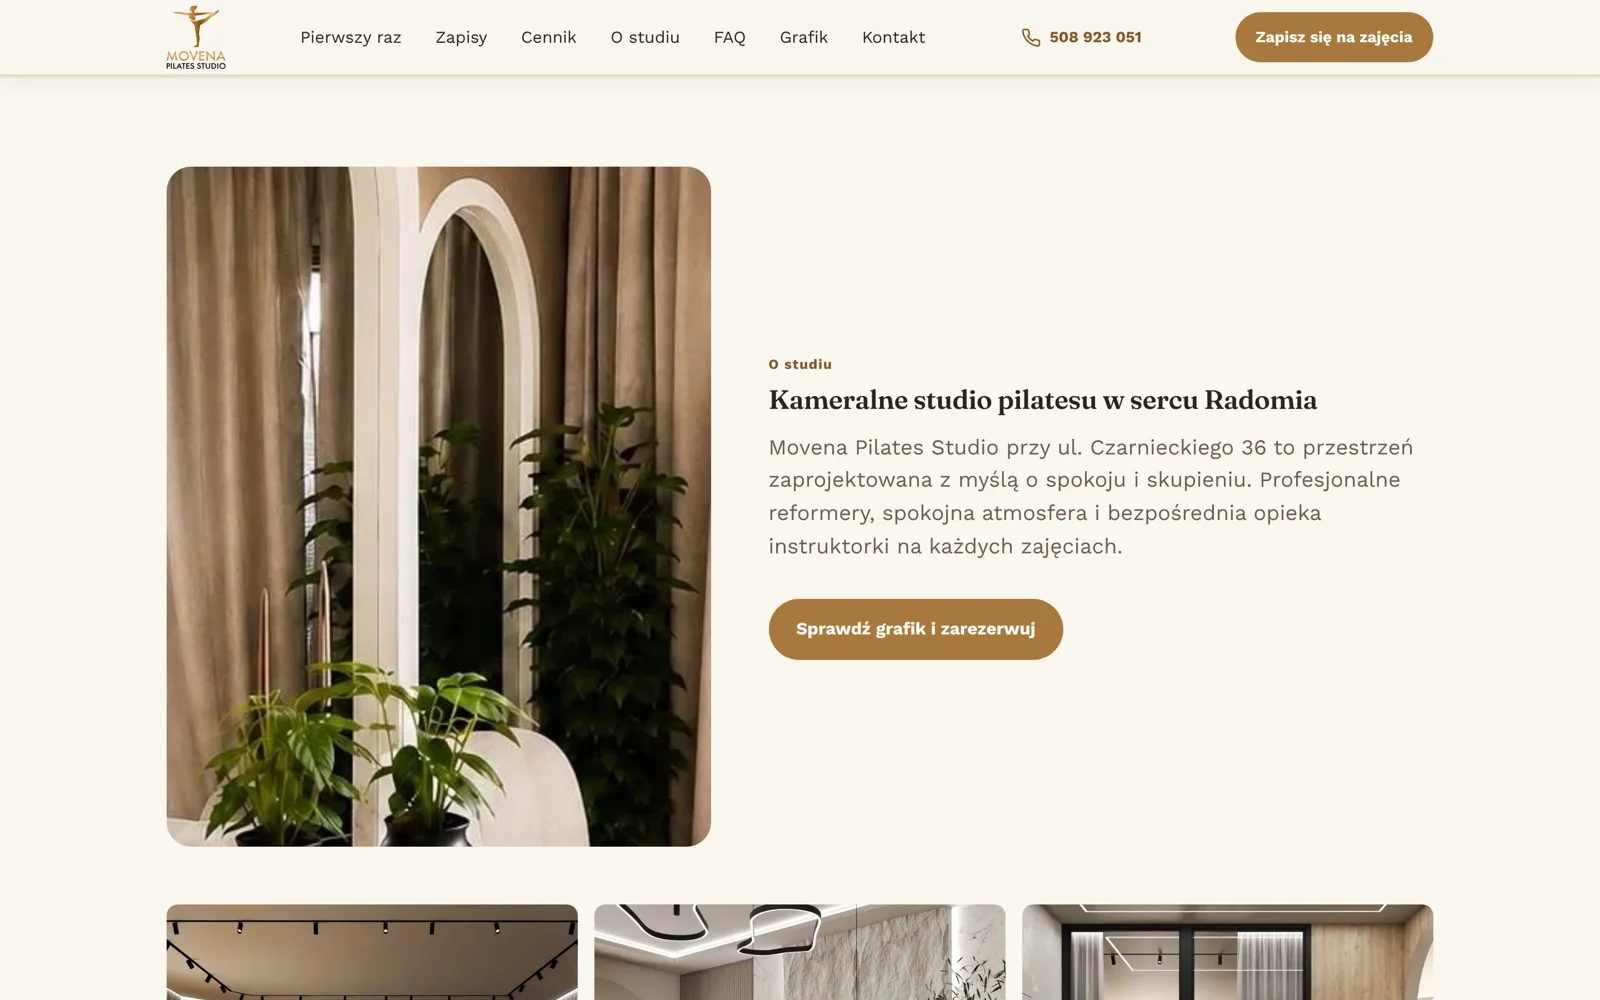 MOVENA
PILATES STUDIO
Pierwszy raz
Zapisy
Cennik
O studiu
FAQ
Grafik
Kontakt
508 923 051
Zapisz się na zajęcia
O studiu
Kameralne studio pilatesu w sercu Radomia
Movena Pilates Studio przy ul. Czarnieckiego 36 to przestrzeń
zaprojektowana z myślą o spokoju i skupieniu. Profesjonalne
reformery, spokojna atmosfera i bezpośrednia opieka
instruktorki na każdych zajęciach.
Sprawdź grafik i zarezerwuj